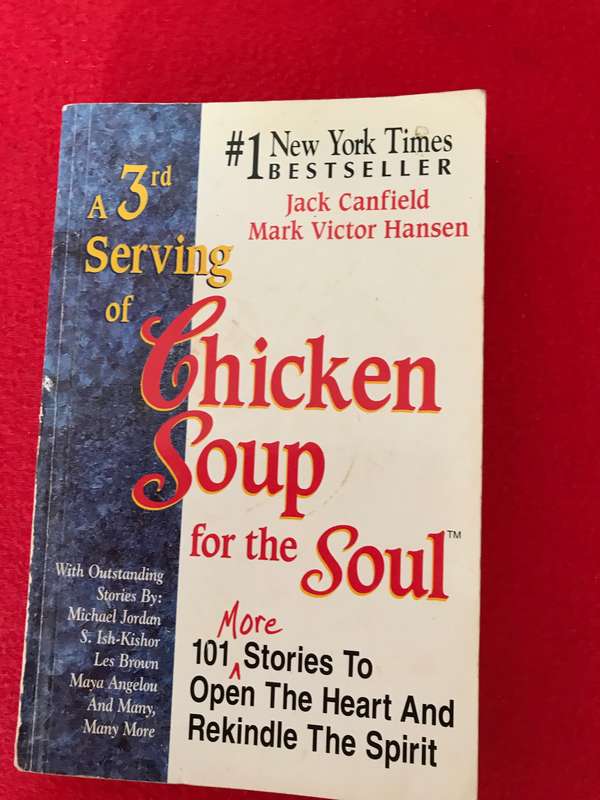 #1 New York Times
BESTSELLER
Jack Canfield
Mark Victor Hansen
A 3rd
Serving
of
Chicken
Soup
for the Soul™
With Outstanding
Stories By:
Michael Jordan
S. Ish-Kishor
Les Brown
Maya Angelou
And Many,
Many More
More
101 ^ Stories To
Open The Heart And
Rekindle The Spirit